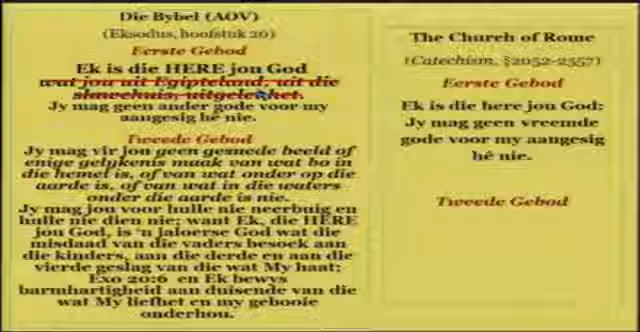 Die Bybel (AOV)
(Eksodus, hoofstuk 20)
Eerste Gebod
Ek is die HERE jou God
wat jou uit Egipteland, uit die
slawehuis, uitgelei het.
Jy mag geen ander gode voor my
aangesig hê nie.
Tweede Gebod
Jy mag vir jou geen gesnede beeld of
enige gelykenis maak van wat bo in
die hemel is, of van wat onder op die
aarde is, of van wat in die waters
onder die aarde is nie.
Jy mag jou voor hulle nie neerbuig en
hulle nie dien nie; want Ek, die HERE
jou God, is 'n jaloerse God wat die
misdaad van die vaders besoek aan
die kinders, aan die derde en aan die
vierde geslag van die wat My haat;
Exo 20:6 en Ek bewys
barmhartigheid aan duisende van die
wat My liefhet en my gebooie
onderhou.
The Church of Rome
(Catechism, §2052-2557)
Eerste Gebod
Ek is die here jou God:
Jy mag geen vreemde
gode voor my aangesig
hê nie.
Tweede Gebod